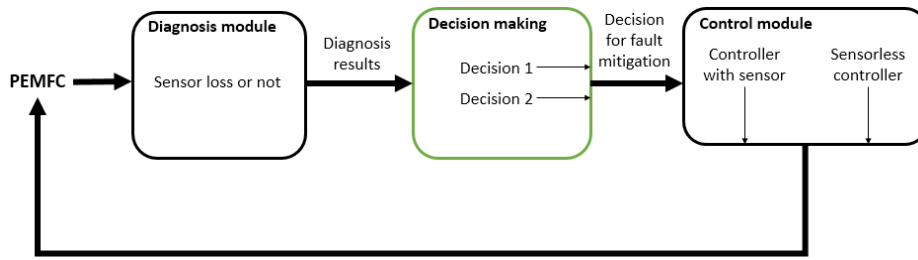 PEMFC
Diagnosis module
Sensor loss or not
Diagnosis
results
Decision making
Decision 1
Decision 2
Decision
for fault
mitigation
Control module
Controller
with sensor
Sensorless
controller